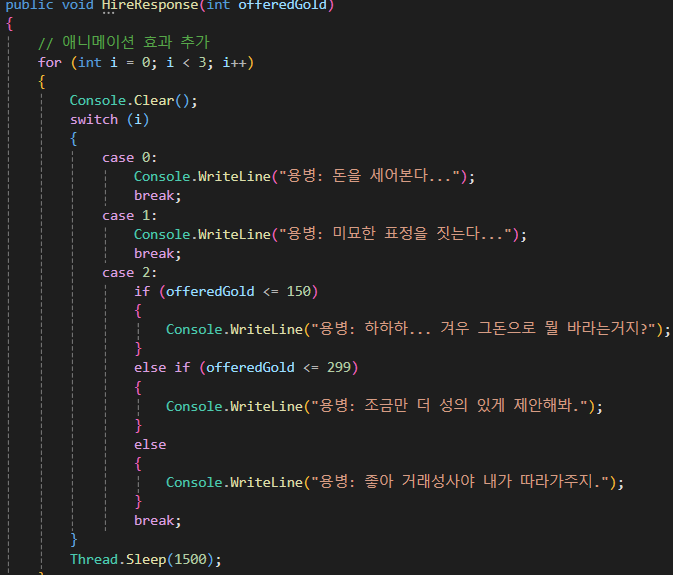 public void HireResponse(int offeredGold)
{
// 애니메이션 효과 추가
for (int i = 0; i < 3; i++)
{
Console.Clear();
switch (i)
{
case 0:
Console.WriteLine("용병: 돈을 세어본다...");
break;
case 1:
Console.WriteLine("용병: 미묘한 표정을 짓는다...");
break;
case 2:
if (offeredGold <= 150)
{
Console.WriteLine("용병: 하하하... 겨우 그돈으로 뭘 바라는거지?");
}
else if (offeredGold <= 299)
{
Console.WriteLine("용병: 조금만 더 성의 있게 제안해봐.");
}
else
{
Console.WriteLine("용병: 좋아 거래성사야 내가 따라가주지.");
}
break;
}
Thread.Sleep(1500);
}